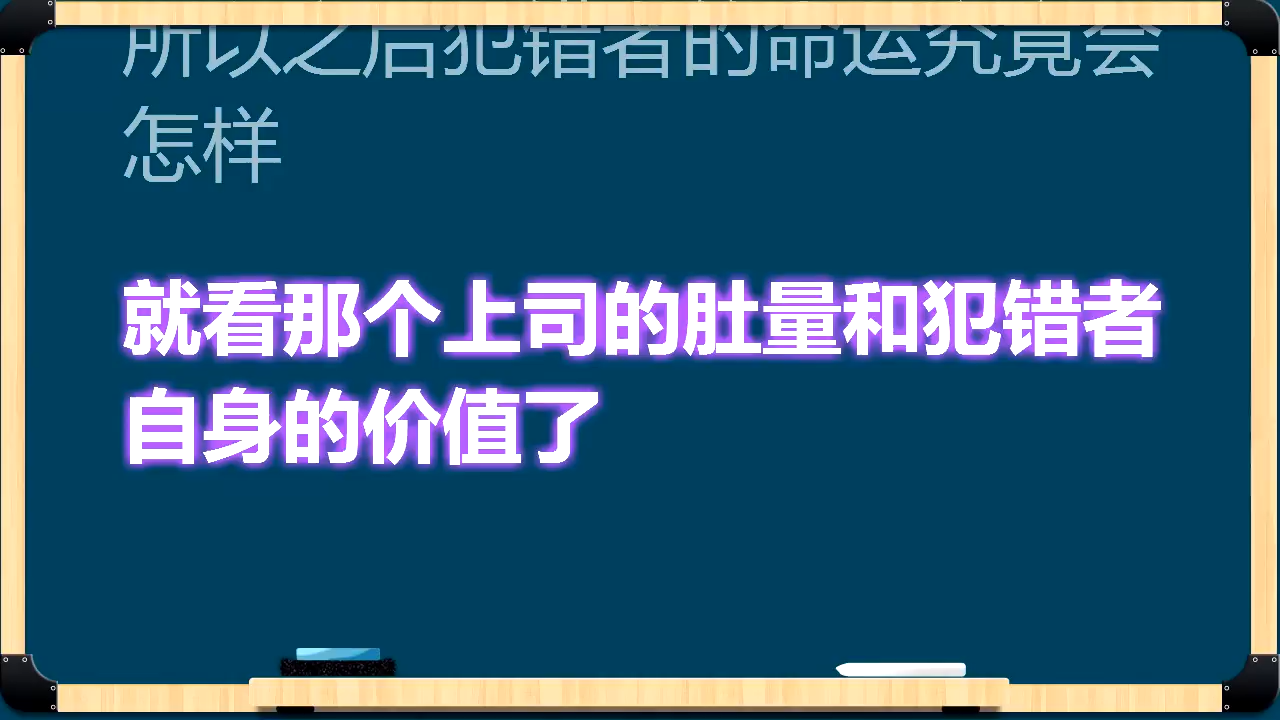 所以之后犯错者的命运究竟会
怎样
就看那个上司的肚量和犯错者
自身的价值了